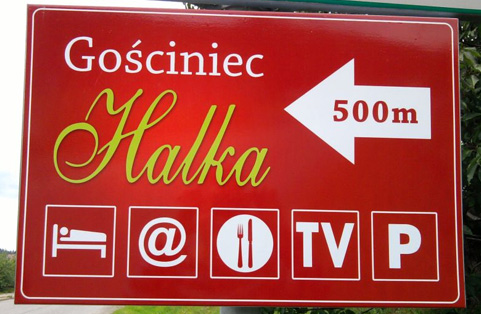 Gościniec
Halka
500m
@
TV
P